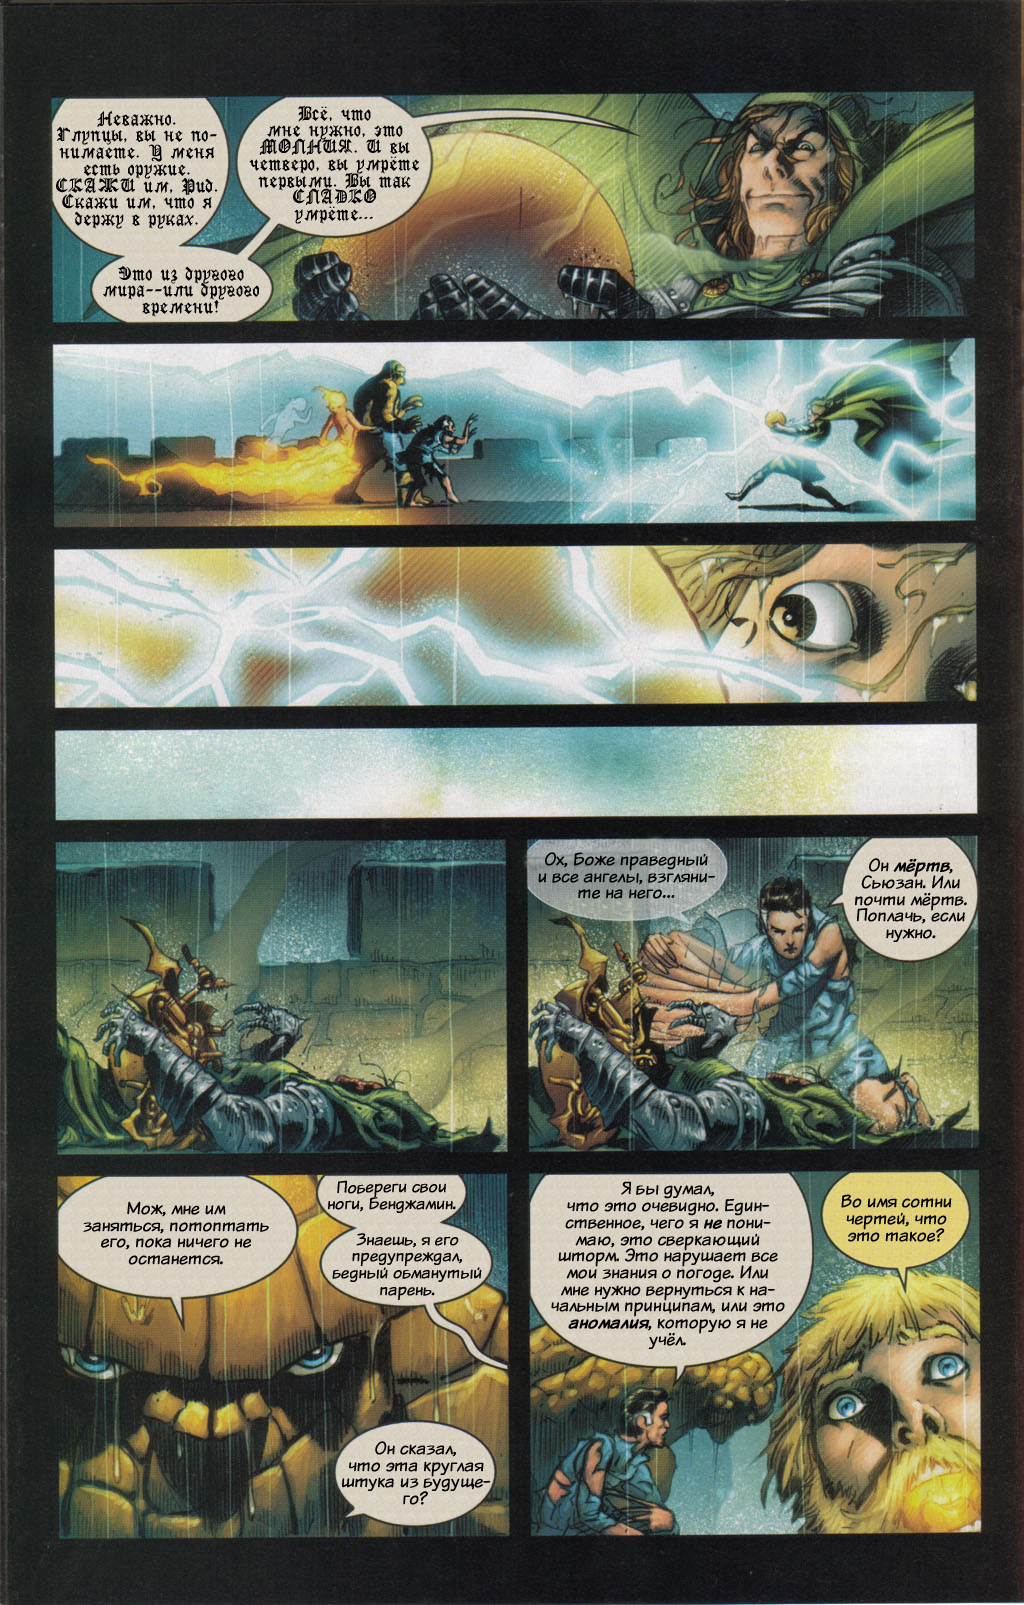 Неважно.
Глупцы, вы не по-
нимаете. У меня
есть оружие.
СКАЖИ им, Рид.
Скажи им, что я
держу в руках.
Это из другого
мира--или другого
времени!
Всё, что
мне нужно, это
МОЛНИЯ. И вы
четверо, вы умрёте
первыми. Вы так
СЛАДКО
умрёте...
Ох, Боже праведный
и все ангелы, взгляни-
те на него...
Он мёртв,
Сьюзан. Или
почти мёртв.
Поплачь, если
нужно.
Мож, мне им
заняться, потоптать
его, пока ничего не
останется.
Побереги свои
ноги, Бенджамин.
Знаешь, я его
предупреждал,
бедный обманутый
парень.
Он сказал,
что эта круглая
штука из будуще-
го?
Я бы думал,
что это очевидно. Един-
ственное, чего я не пони-
маю, это сверкающий
шторм. Это нарушает все
мои знания о погоде. Или
мне нужно вернуться к на-
чальным принципам, или это
аномалия, которую я не
учёл.
Во имя сотни
чертей, что
это такое?